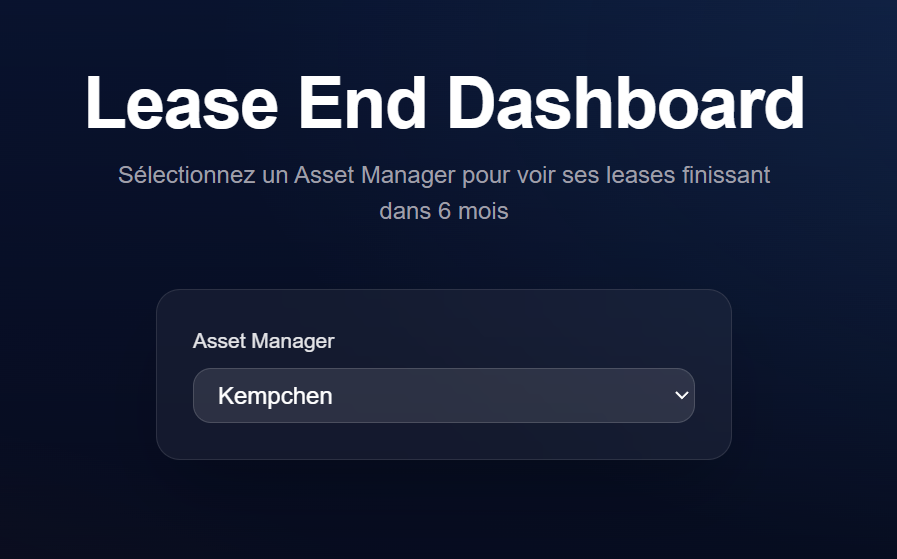 Lease End Dashboard
Sélectionnez un Asset Manager pour voir ses leases finissant
dans 6 mois
Asset Manager
Kempchen